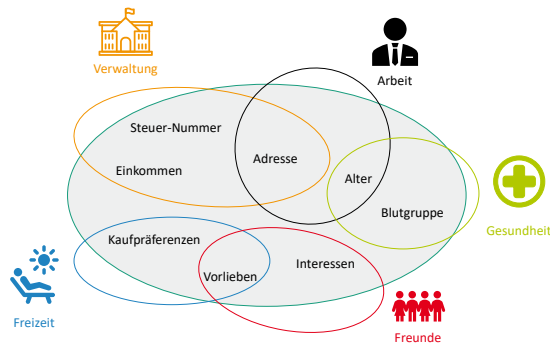 Verwaltung
Arbeit
Steuer-Nummer
Adresse
Einkommen
Alter
Blutgruppe
Gesundheit
Kaufpräferenzen
Interessen
Vorlieben
Freizeit
Freunde